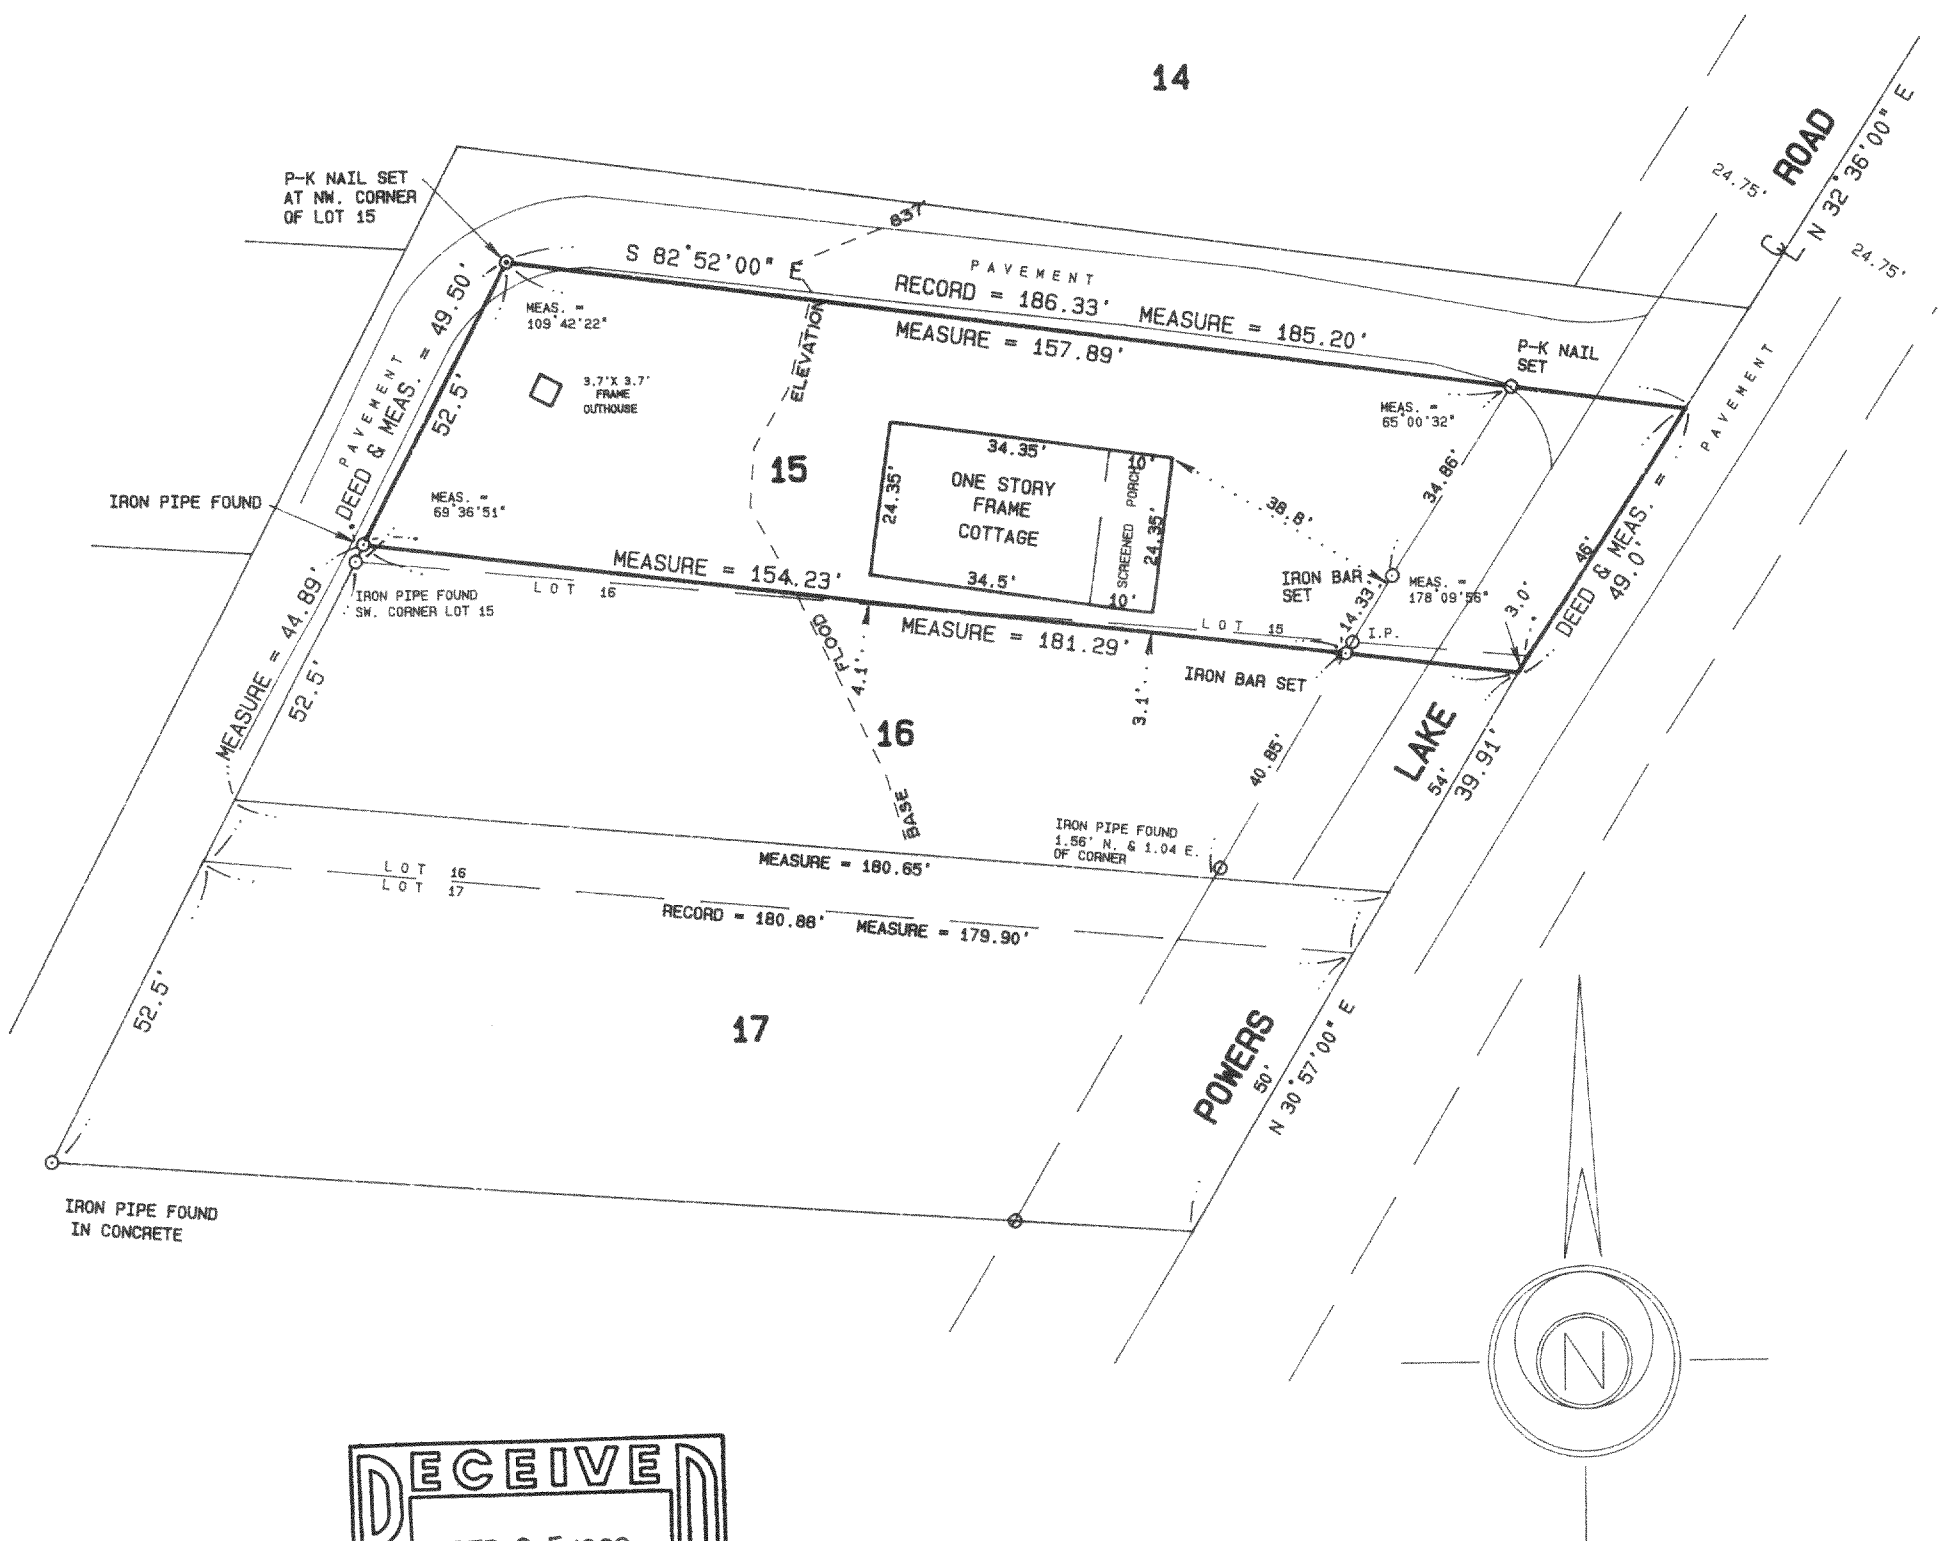 14
ROAD
N 32°36'00" E
24.75'
24.75'
P-K NAIL SET
AT NW. CORNER
OF LOT 15
837'
S 82°52'00" E
PAVEMENT
RECORD = 186.33' MEASURE = 185.20'
MEASURE = 157.89'
MEAS. =
109°42'22"
3.7'X 3.7'
FRAME
OUTHOUSE
ELEVATION
P-K NAIL
SET
MEAS. =
65°00'32"
PAVEMENT
PAVEMENT
DEED & MEAS. = 49.50'
52.5'
15
34.35'
10'
24.35'
ONE STORY
FRAME
COTTAGE
SCREENED PORCH
24.35'
34.5'
10'
38.8'
34.86'
IRON PIPE FOUND
MEAS. =
69°36'51"
MEASURE = 154.23'
LOT 16
IRON PIPE FOUND
SW. CORNER LOT 15
IRON BAR
SET
MEAS. =
178°09'56"
14.33'
46'
DEED & MEAS. =
49.0'
3.0'
I.P.
LOT 15
MEASURE = 181.29'
IRON BAR SET
MEASURE = 44.89'
52.5'
FLOOD
4.1'
3.1'
16
LAKE
54'
39.91'
40.85'
BASE
IRON PIPE FOUND
1.56' N. & 1.04 E.
OF CORNER
MEASURE = 180.65'
LOT 16
LOT 17
RECORD = 180.88' MEASURE = 179.90'
52.5'
17
POWERS
50'
N 30°57'00" E
IRON PIPE FOUND
IN CONCRETE
N
RECEIVED